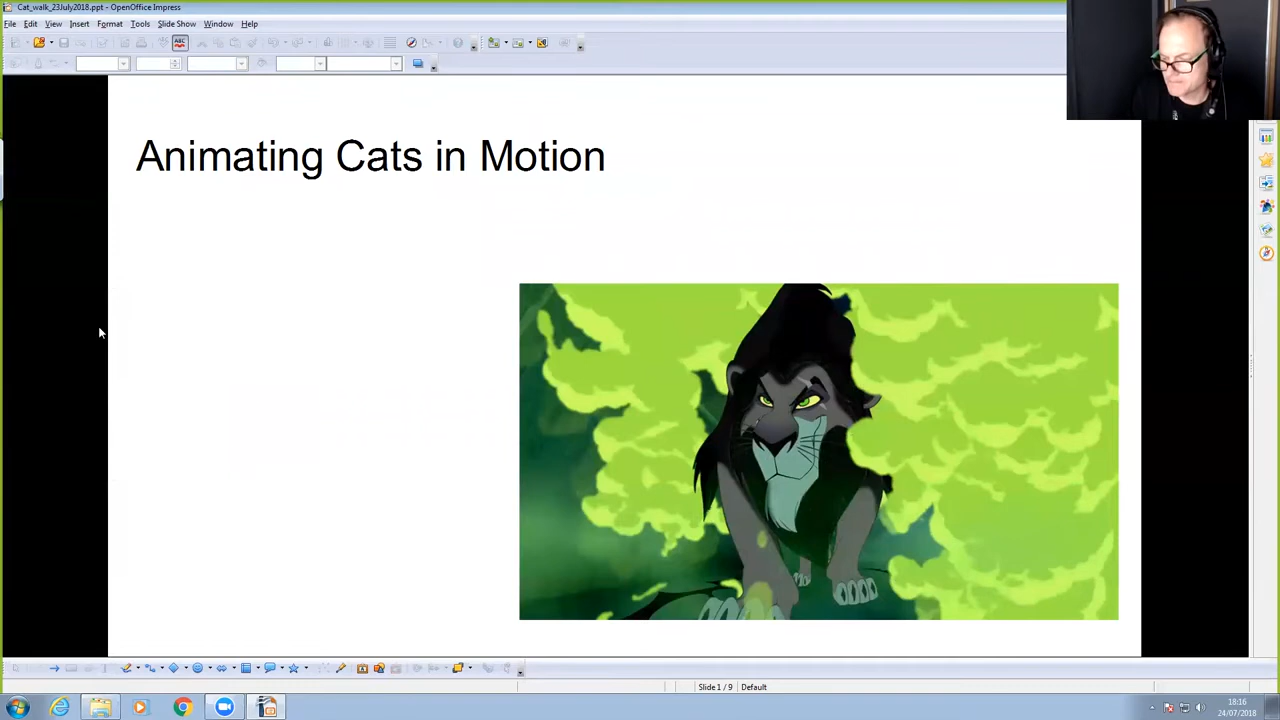 Cat_walk_23July2018.ppt - OpenOffice Impress
File Edit View Insert Format Tools Slide Show Window Help
ABC
Animating Cats in Motion
Slide 1 / 9 Default
18:16
24/07/2018